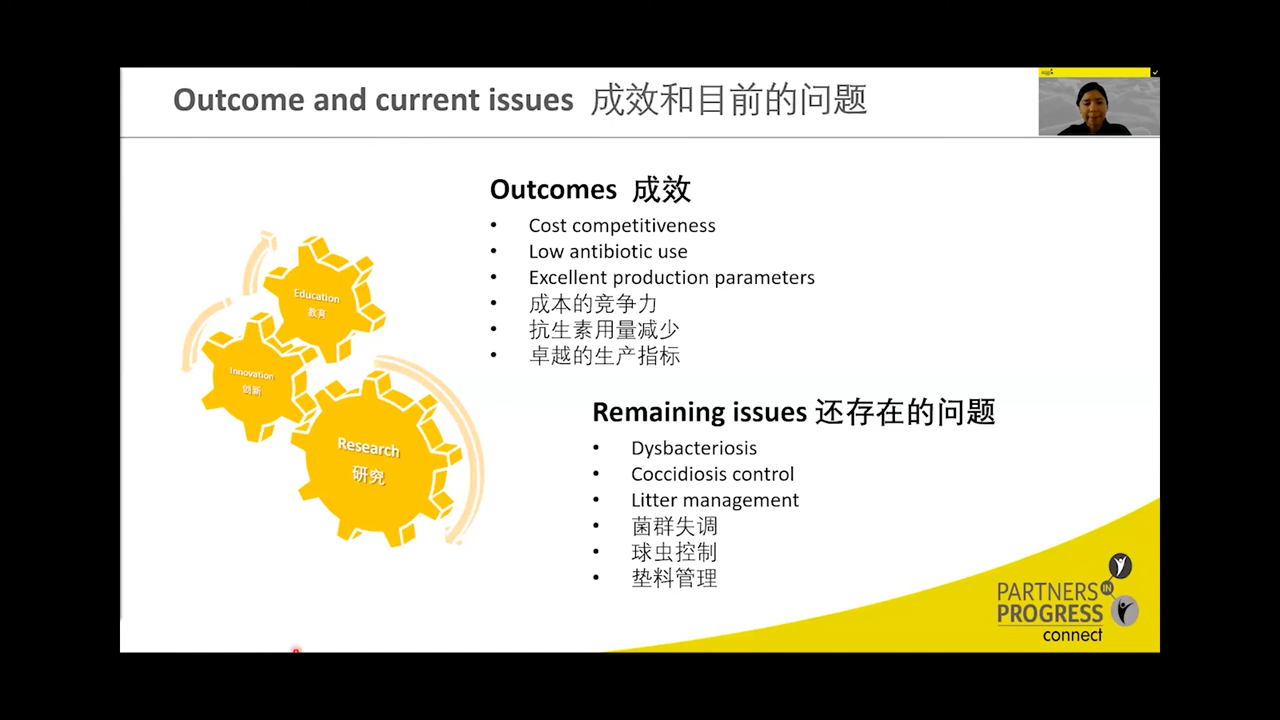 Outcome and current issues 成效和目前的问题
Outcomes 成效
• Cost competitiveness
• Low antibiotic use
• Excellent production parameters
• 成本的竞争力
• 抗生素用量减少
• 卓越的生产指标
Education
教育
Innovation
创新
Research
研究
Remaining issues 还存在的问题
• Dysbacteriosis
• Coccidiosis control
• Litter management
• 菌群失调
• 球虫控制
• 垫料管理
PARTNERS
IN
PROGRESS
connect